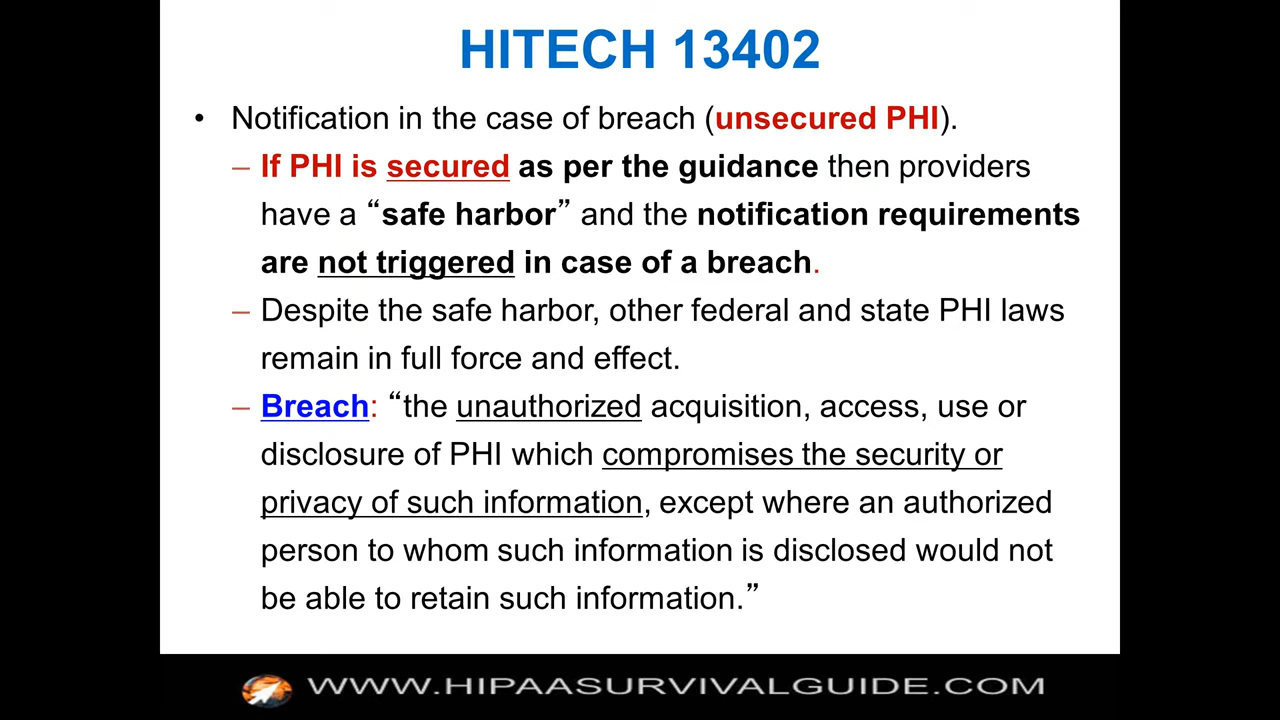 HITECH 13402
• Notification in the case of breach (unsecured PHI).
– If PHI is secured as per the guidance then providers
have a “safe harbor” and the notification requirements
are not triggered in case of a breach.
– Despite the safe harbor, other federal and state PHI laws
remain in full force and effect.
– Breach: “the unauthorized acquisition, access, use or
disclosure of PHI which compromises the security or
privacy of such information, except where an authorized
person to whom such information is disclosed would not
be able to retain such information.”
WWW.HIPAASURVIVALGUIDE.COM